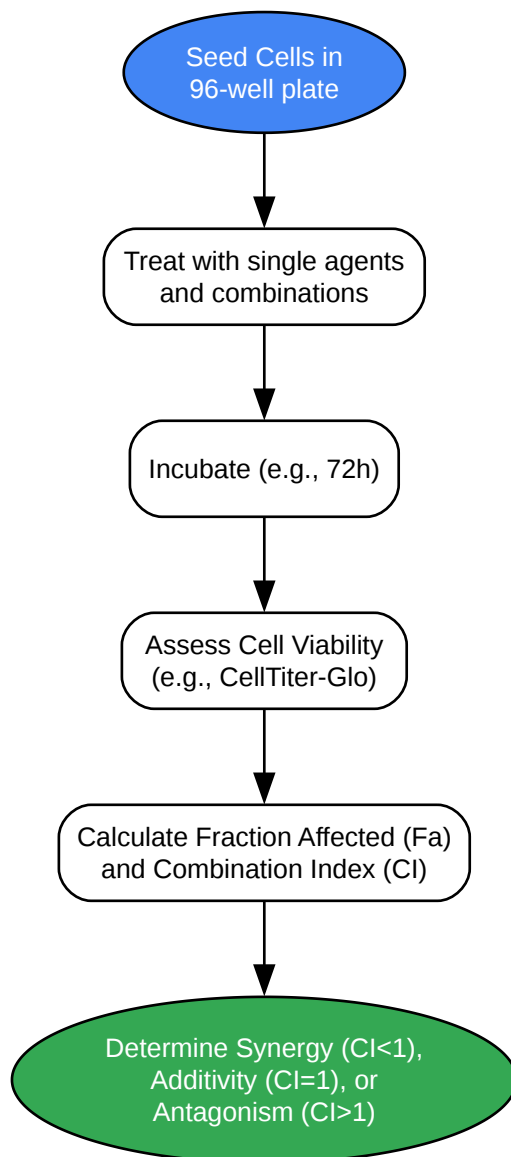 Seed Cells in
96-well plate
Treat with single agents
and combinations
Incubate (e.g., 72h)
Assess Cell Viability
(e.g., CellTiter-Glo)
Calculate Fraction Affected (Fa)
and Combination Index (CI)
Determine Synergy (CI<1),
Additivity (CI=1), or
Antagonism (CI>1)